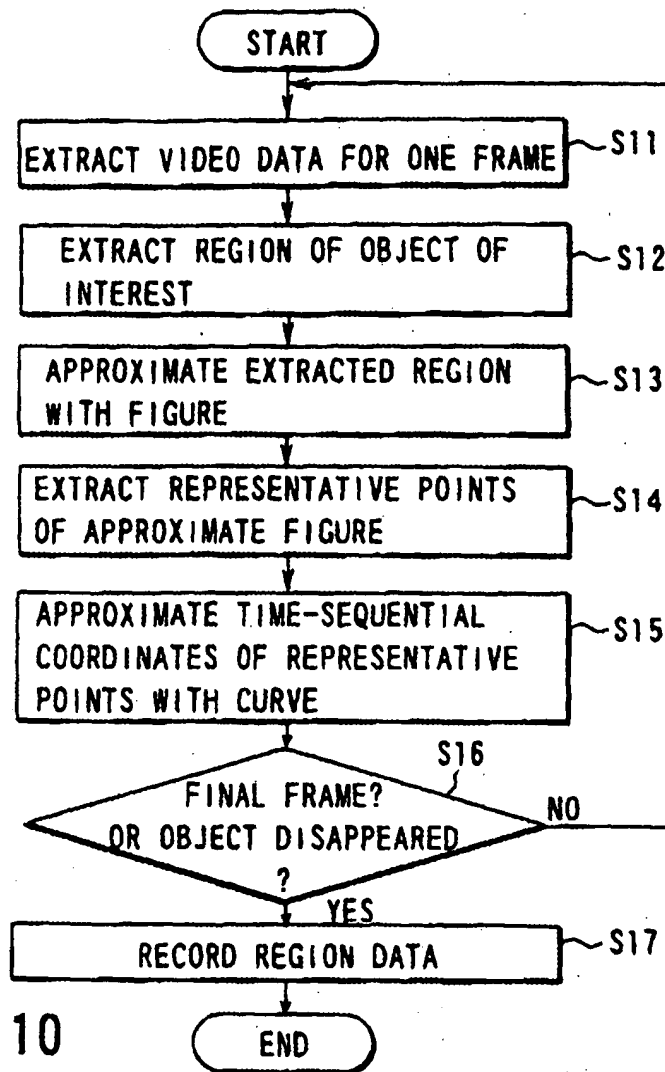 START
EXTRACT VIDEO DATA FOR ONE FRAME
S11
EXTRACT REGION OF OBJECT OF
INTEREST
S12
APPROXIMATE EXTRACTED REGION
WITH FIGURE
S13
EXTRACT REPRESENTATIVE POINTS
OF APPROXIMATE FIGURE
S14
APPROXIMATE TIME-SEQUENTIAL
COORDINATES OF REPRESENTATIVE
POINTS WITH CURVE
S15
S16
FINAL FRAME?
OR OBJECT DISAPPEARED
?
NO
YES
RECORD REGION DATA
S17
10
END